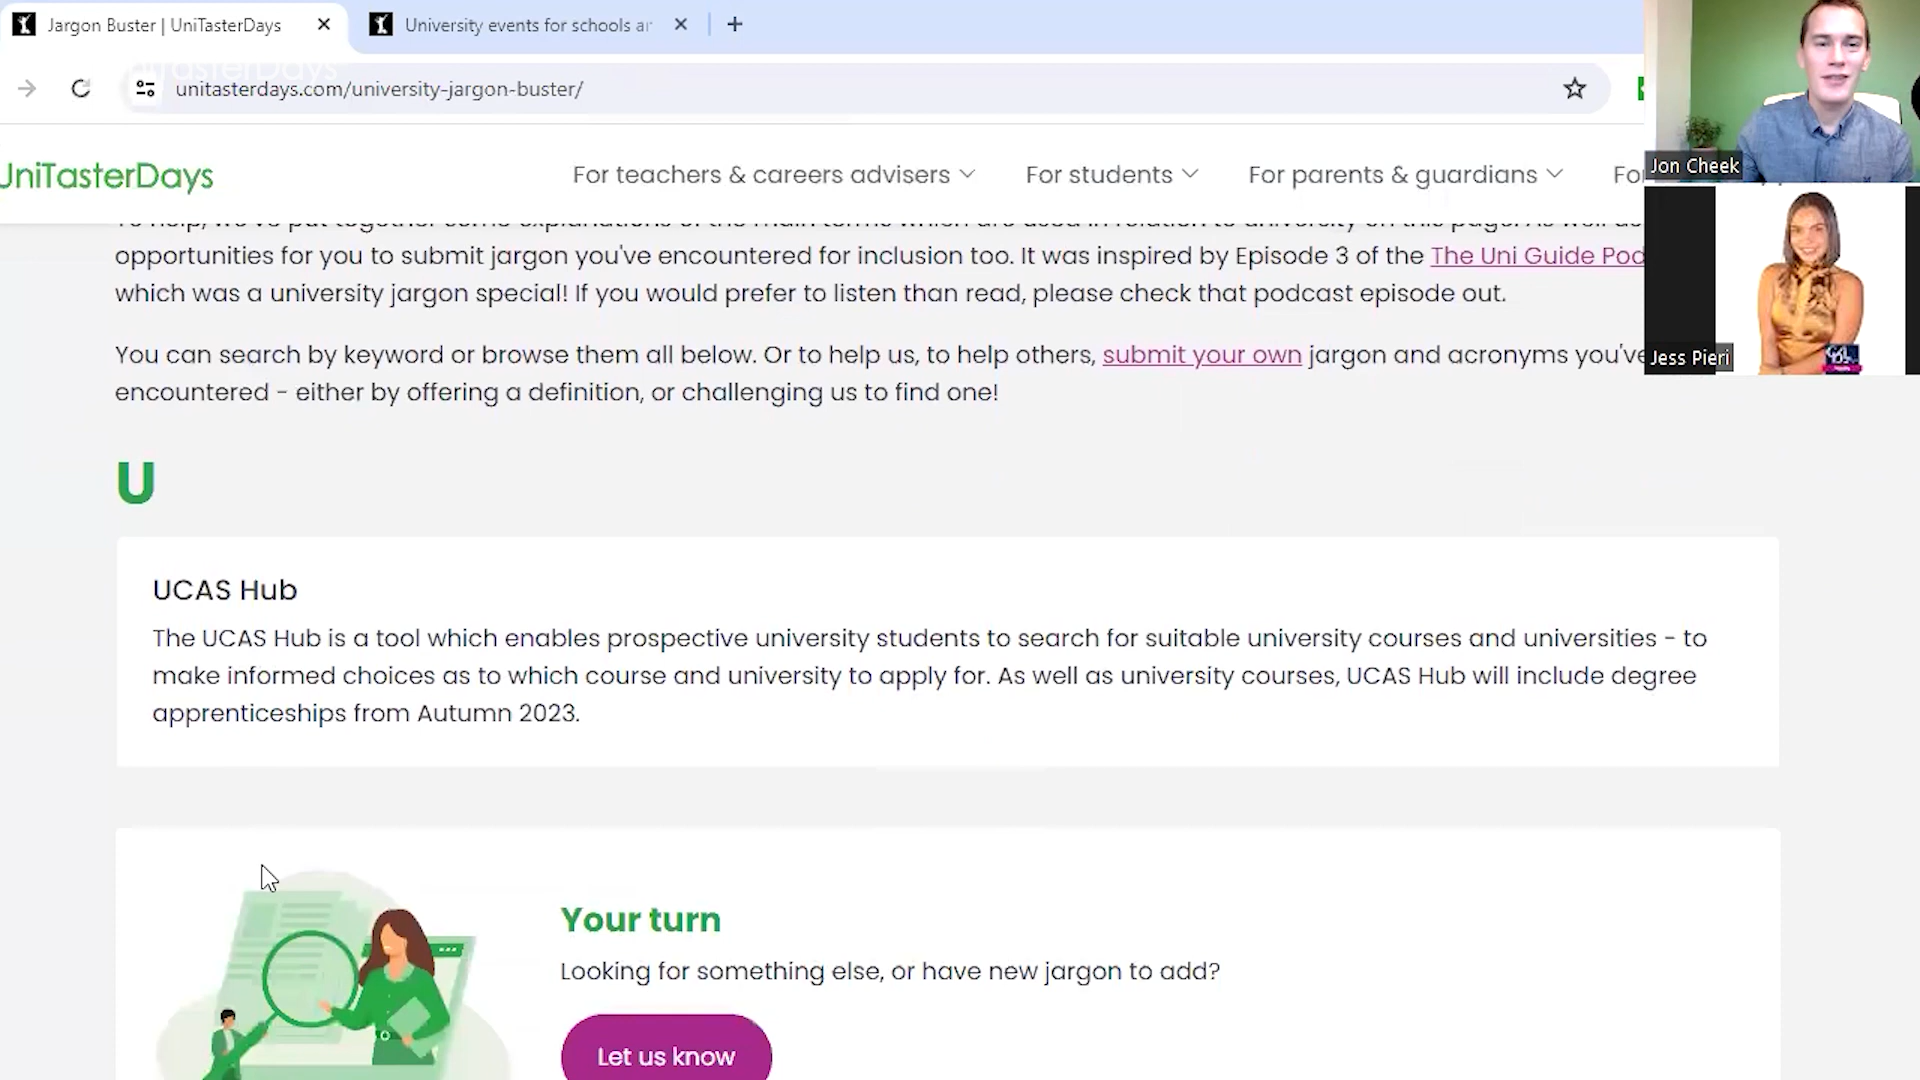 Jargon Buster | UniTasterDays
University events for schools ar
unitasterdays.com/university-jargon-buster/
UniTasterDays
For teachers & careers advisers
For students
For parents & guardians
Jon Cheek
To help, we've put together some explanations of the main terms which are used in relation to university on this page. As well as
opportunities for you to submit jargon you've encountered for inclusion too. It was inspired by Episode 3 of the The Uni Guide Pod
which was a university jargon special! If you would prefer to listen than read, please check that podcast episode out.
You can search by keyword or browse them all below. Or to help us, to help others, submit your own jargon and acronyms you've
Jess Pieri
encountered - either by offering a definition, or challenging us to find one!
U
UCAS Hub
The UCAS Hub is a tool which enables prospective university students to search for suitable university courses and universities - to
make informed choices as to which course and university to apply for. As well as university courses, UCAS Hub will include degree
apprenticeships from Autumn 2023.
Your turn
Looking for something else, or have new jargon to add?
Let us know